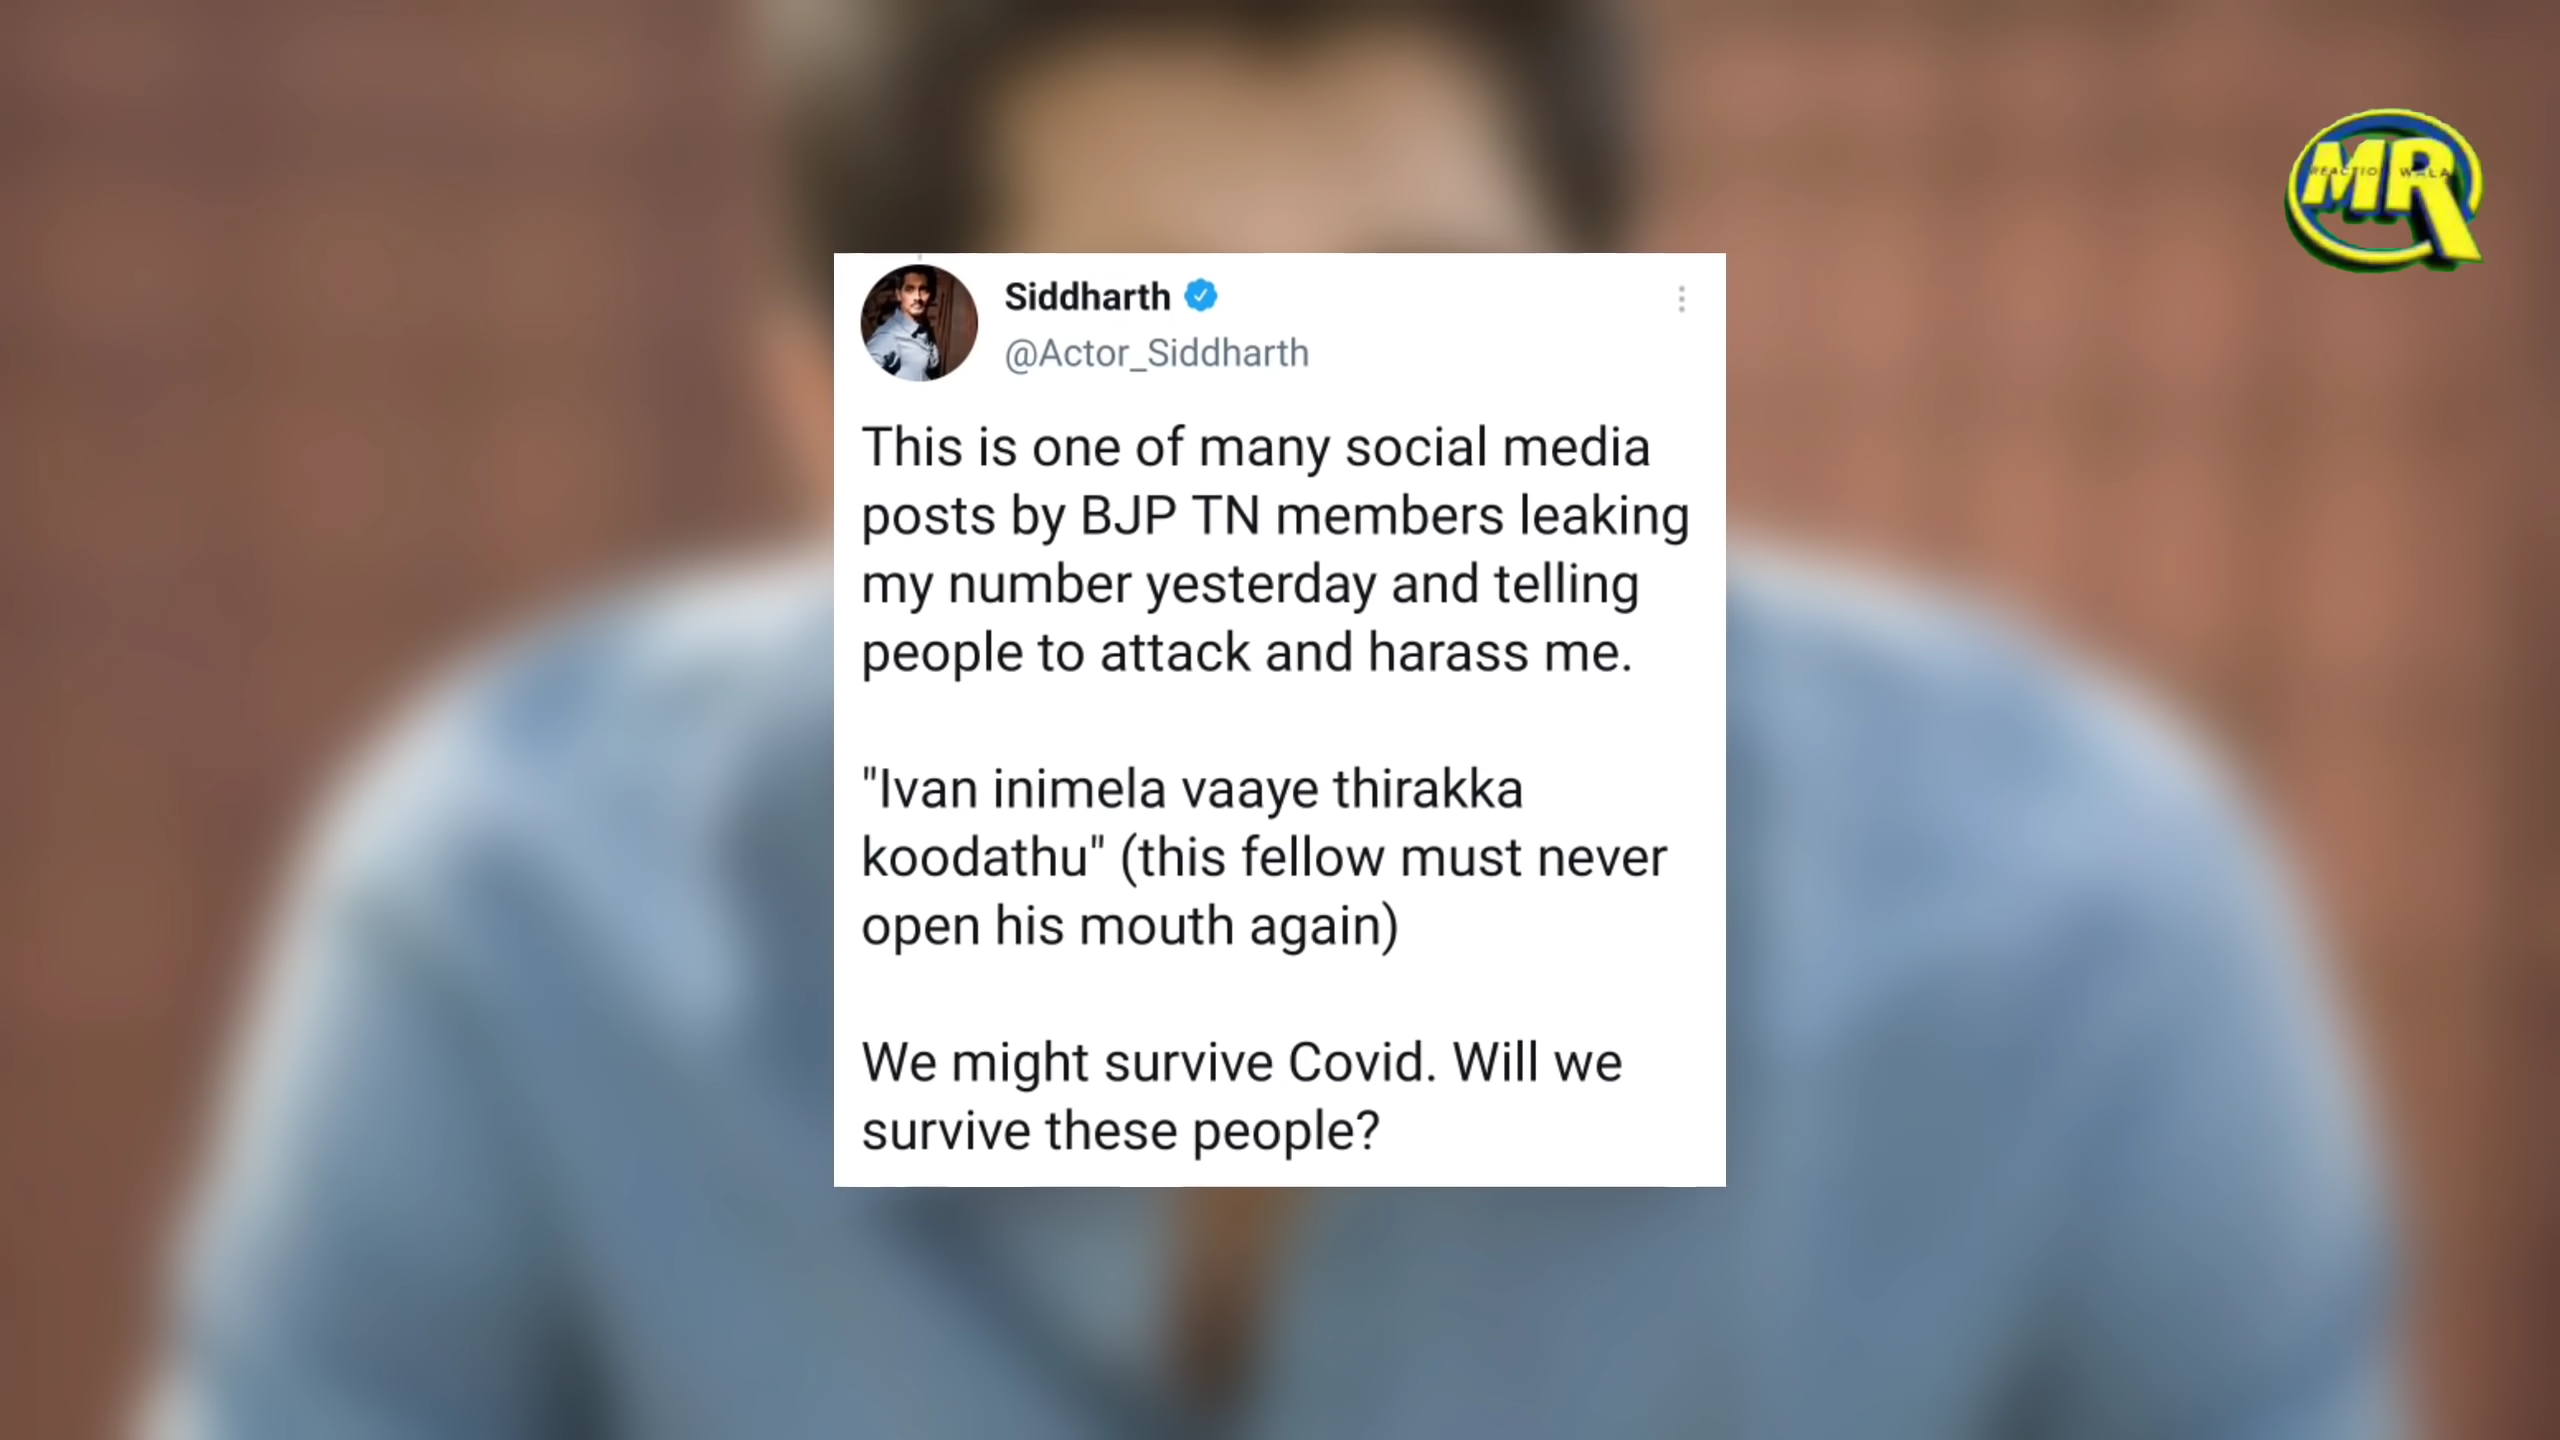 Siddharth
@Actor_Siddharth
This is one of many social media
posts by BJP TN members leaking
my number yesterday and telling
people to attack and harass me.
"Ivan inimela vaaye thirakka
koodathu" (this fellow must never
open his mouth again)
We might survive Covid. Will we
survive these people?
MR
REACTION WALA